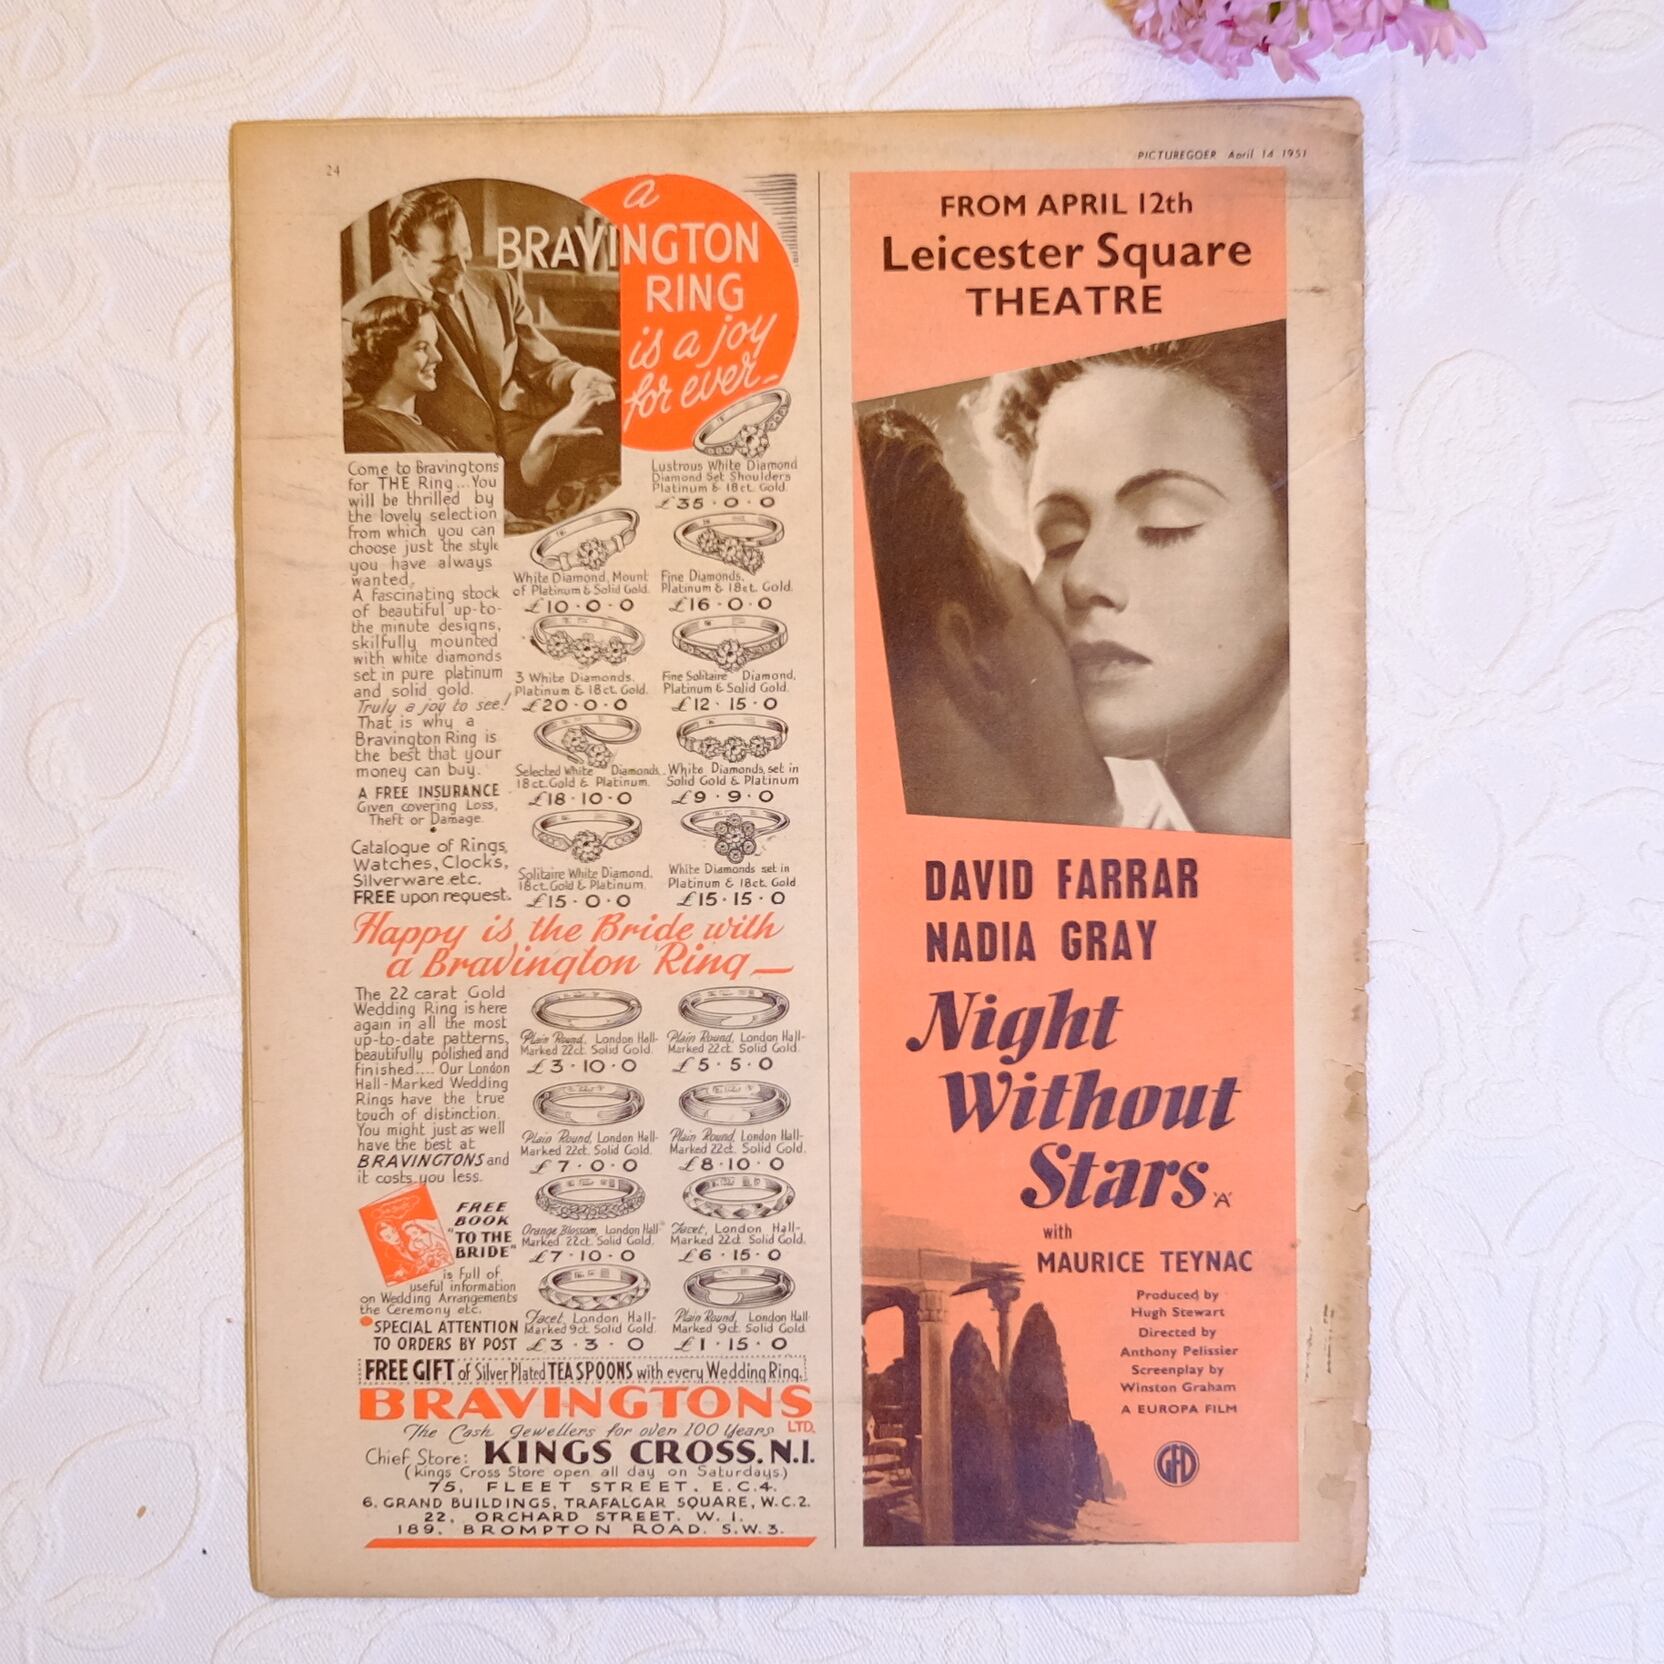 24
PICTUREGOER April 14 1951
a
BRAVINGTON
RING
is a joy
for ever-
Come to Bravingtons
for THE Ring...You
will be thrilled by
the lovely selection
from which you can
choose just the style
you have always
wanted.
A fascinating stock
of beautiful up-to-
the minute designs,
skilfully mounted
with white diamonds
set in pure platinum
and solid gold.
Truly a joy to see!
That is why a
Bravington Ring is
the best that your
money can buy.
A FREE INSURANCE
Given covering Loss,
Theft or Damage.
Catalogue of Rings,
Watches, Clocks,
Silverware etc.
FREE upon request.
Lustrous White Diamond
Diamond Set Shoulders
Platinum & 18ct. Gold.
£35·0·0
White Diamond, Mount
of Platinum & Solid Gold.
£10·0·0
Fine Diamonds,
Platinum & 18ct. Gold.
£16·0·0
3 White Diamonds.
Platinum & 18ct. Gold.
£20·0·0
Fine Solitaire Diamond,
Platinum & Solid Gold.
£12·15·0
Selected White Diamonds.
18ct. Gold & Platinum.
£18·10·0
White Diamonds, set in
Solid Gold & Platinum
£9·9·0
Solitaire White Diamond.
18ct. Gold & Platinum.
£15·0·0
White Diamonds set in
Platinum & 18ct. Gold
£15·15·0
Happy is the Bride with
a Bravington Ring—
The 22 carat Gold
Wedding Ring is here
again in all the most
up-to-date patterns,
beautifully polished and
finished.... Our London
Hall-Marked Wedding
Rings have the true
touch of distinction.
You might just as well
have the best at
BRAVINGTONS and
it costs you less.
FREE
BOOK
"TO THE
BRIDE"
is full of
useful information
on Wedding Arrangements
the Ceremony etc.
SPECIAL ATTENTION
TO ORDERS BY POST
Plain Round, London Hall-
Marked 22ct. Solid Gold.
£3·10·0
Plain Round, London Hall-
Marked 22ct. Solid Gold.
£5·5·0
Plain Round, London Hall-
Marked 22ct. Solid Gold.
£7·0·0
Plain Round, London Hall-
Marked 22ct. Solid Gold.
£8·10·0
Orange Blossom, London Hall-
Marked 22ct. Solid Gold.
£7·10·0
Facet, London Hall-
Marked 22ct. Solid Gold.
£6·15·0
Facet, London Hall-
Marked 9ct. Solid Gold.
£3·3·0
Plain Round, London Hall-
Marked 9ct. Solid Gold.
£1·15·0
FREE GIFT of Silver Plated TEA SPOONS with every Wedding Ring.
BRAVINGTONS LTD.
The Cash Jewellers for over 100 Years
Chief Store: KINGS CROSS. N.1.
(Kings Cross Store open all day on Saturdays.)
75, FLEET STREET, E.C.4.
6, GRAND BUILDINGS, TRAFALGAR SQUARE, W.C.2.
22, ORCHARD STREET. W. 1.
189, BROMPTON ROAD. S.W.3.
FROM APRIL 12th
Leicester Square
THEATRE
DAVID FARRAR
NADIA GRAY
Night
Without
Stars 'A'
with
MAURICE TEYNAC
Produced by
Hugh Stewart
Directed by
Anthony Pelissier
Screenplay by
Winston Graham
A EUROPA FILM
GFD